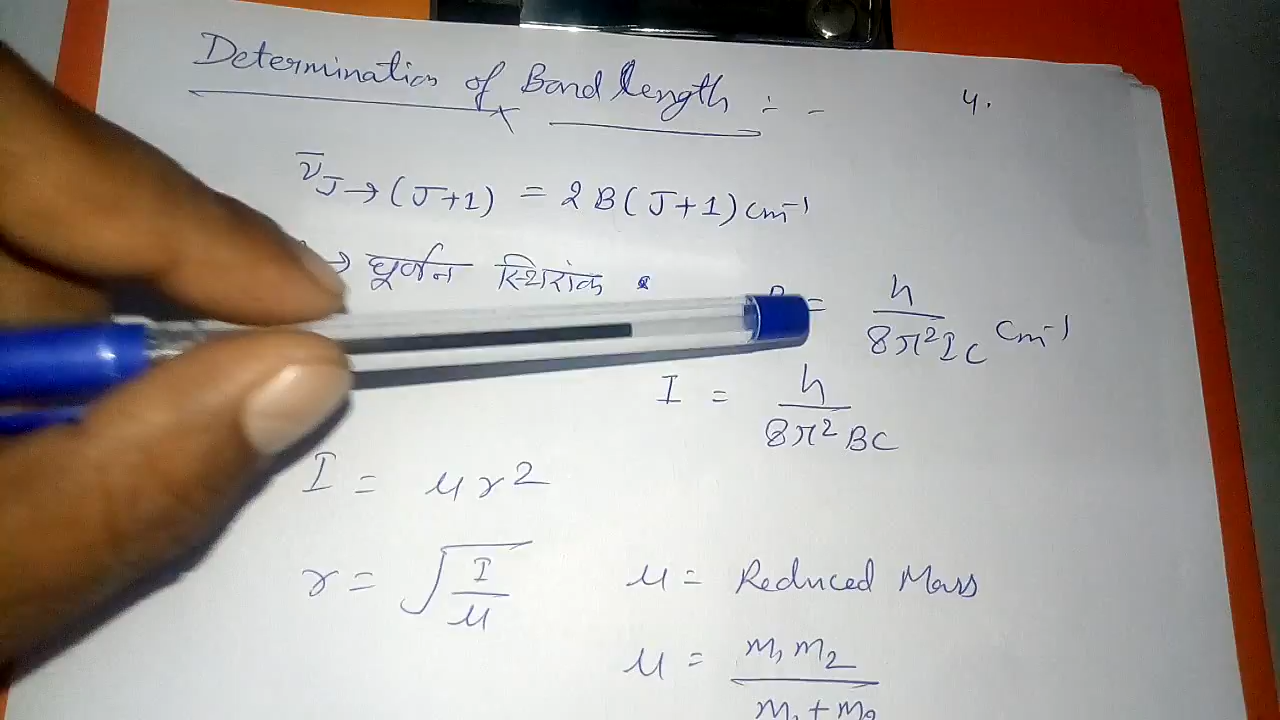 Determination of Bond length :-
4.
ν̅ J→(J+1) = 2B(J+1) cm⁻¹
→ घूर्णन स्थिरांक
= h / 8π²Ic cm⁻¹
I = h / 8π²BC
I = μr²
r = √(I/μ)
μ = Reduced Mass
μ = m₁m₂ / m₁+m₂